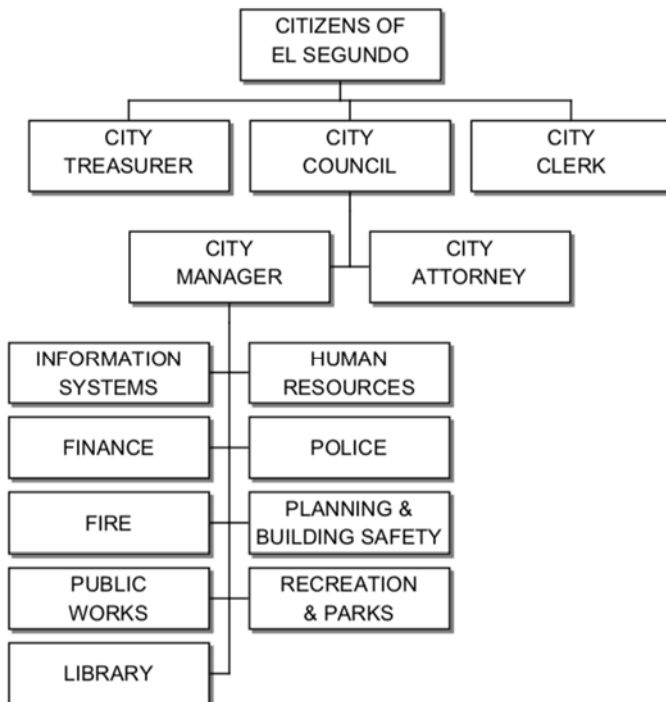 CITIZENS OF
EL SEGUNDO
CITY
TREASURER
CITY
COUNCIL
CITY
CLERK
CITY
MANAGER
CITY
ATTORNEY
INFORMATION
SYSTEMS
HUMAN
RESOURCES
FINANCE
POLICE
FIRE
PLANNING &
BUILDING SAFETY
PUBLIC
WORKS
RECREATION
& PARKS
LIBRARY